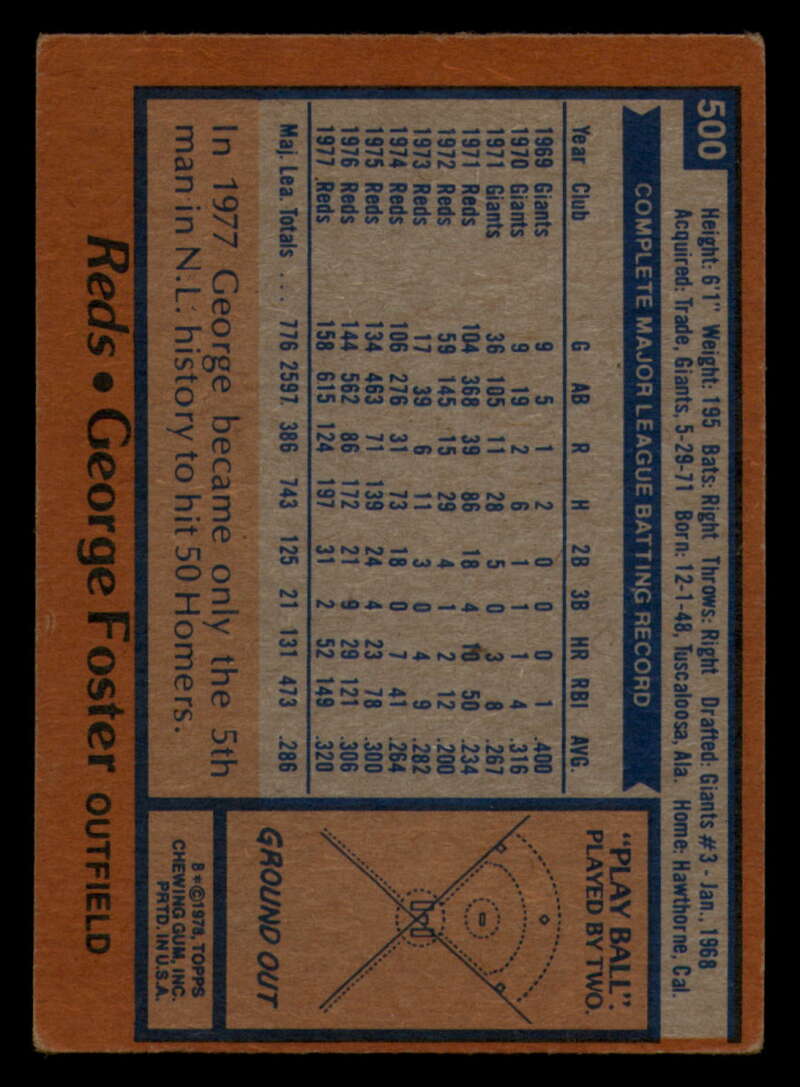 500
Height: 6'1" Weight: 195 Bats: Right Throws: Right Drafted: Giants #3 - Jan., 1968
Acquired: Trade, Giants, 5-29-71 Born: 12-1-48, Tuscaloosa, Ala. Home: Hawthorne, Cal.
COMPLETE MAJOR LEAGUE BATTING RECORD
Year Club G AB R H 2B 3B HR RBI AVG.
1969 Giants 9 5 1 2 0 0 0 1 .400
1970 Giants 9 19 2 6 1 1 1 4 .316
1971 Giants 36 105 11 28 5 0 3 8 .267
1971 Reds 104 368 39 86 18 4 10 50 .234
1972 Reds 59 145 15 29 4 1 2 12 .200
1973 Reds 17 39 6 11 3 0 4 9 .282
1974 Reds 106 276 31 73 18 0 7 41 .264
1975 Reds 134 463 71 139 24 4 23 78 .300
1976 Reds 144 562 86 172 21 9 29 121 .306
1977 Reds 158 615 124 197 31 2 52 149 .320
Maj. Lea. Totals ... 776 2597 386 743 125 21 131 473 .286
In 1977 George became only the 5th
man in N.L. history to hit 50 Homers.
"PLAY BALL"
PLAYED BY TWO.
GROUND OUT
8*©1978, TOPPS
CHEWING GUM, INC.
PRTD. IN U.S.A.
Reds • George Foster OUTFIELD